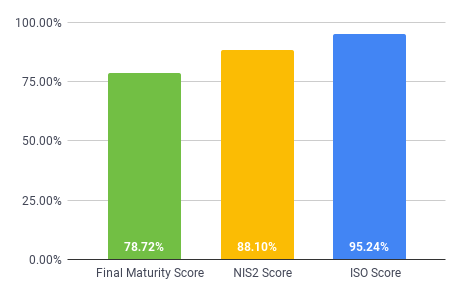 100.00%
75.00%
50.00%
25.00%
0.00%
78.72%
88.10%
95.24%
Final Maturity Score
NIS2 Score
ISO Score